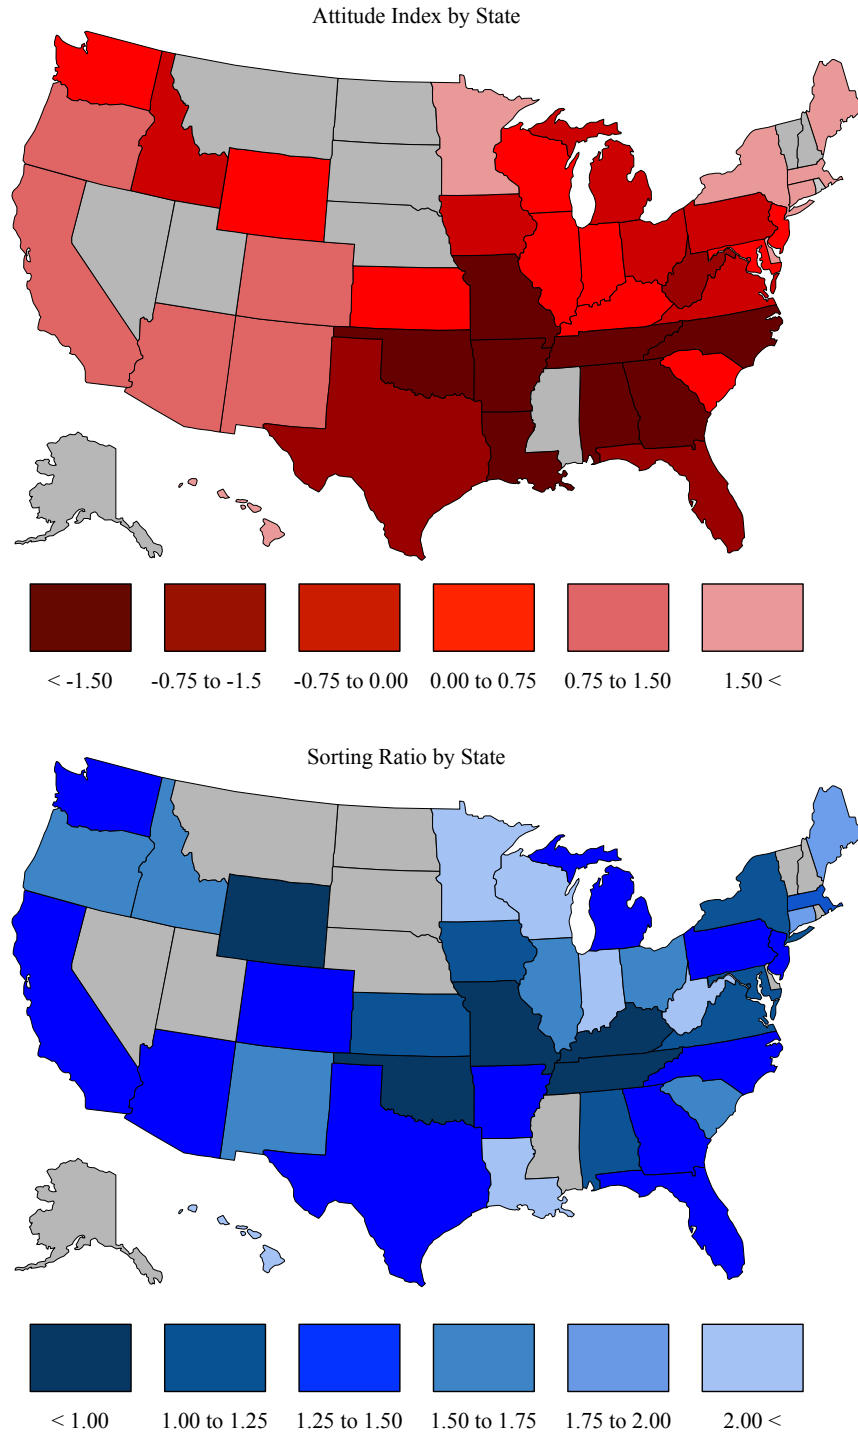 Attitude Index by State
< -1.50 -0.75 to -1.5 -0.75 to 0.00 0.00 to 0.75 0.75 to 1.50 1.50 <
Sorting Ratio by State
< 1.00 1.00 to 1.25 1.25 to 1.50 1.50 to 1.75 1.75 to 2.00 2.00 <